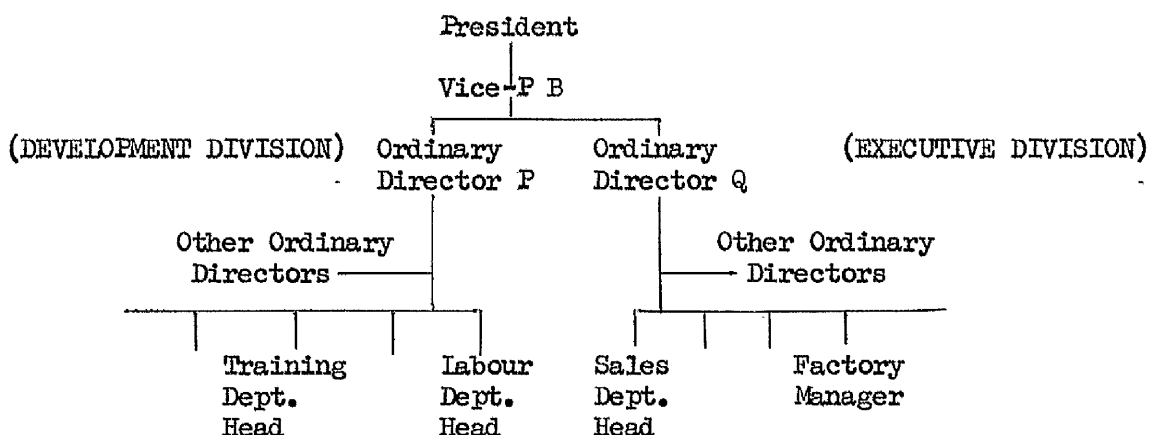 President
Vice-P B
(DEVELOPMENT DIVISION) Ordinary Director P Ordinary Director Q (EXECUTIVE DIVISION)
Other Ordinary Directors
Other Ordinary Directors
Training Dept. Head
Labour Dept. Head
Sales Dept. Head
Factory Manager